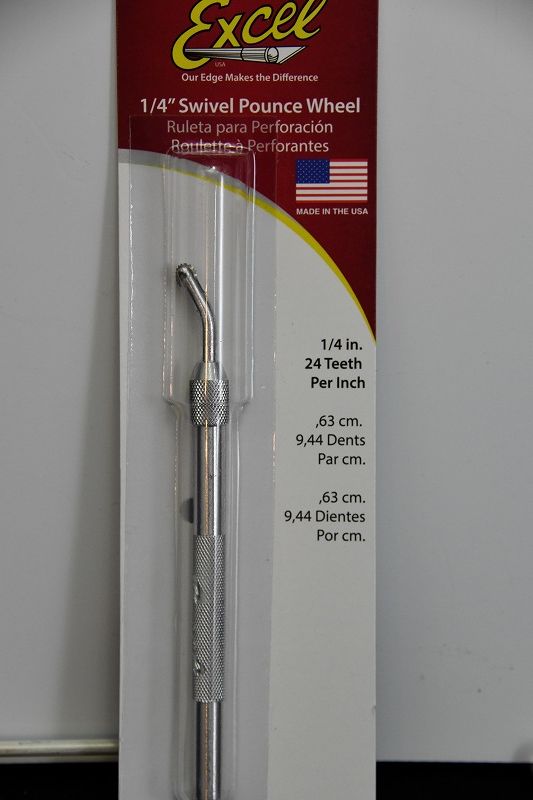 Excel
USA
Our Edge Makes the Difference
1/4" Swivel Pounce Wheel
Ruleta para Perforación
Roulette à Perforantes
MADE IN THE USA
1/4 in.
24 Teeth
Per Inch
,63 cm.
9,44 Dents
Par cm.
,63 cm.
9,44 Dientes
Por cm.